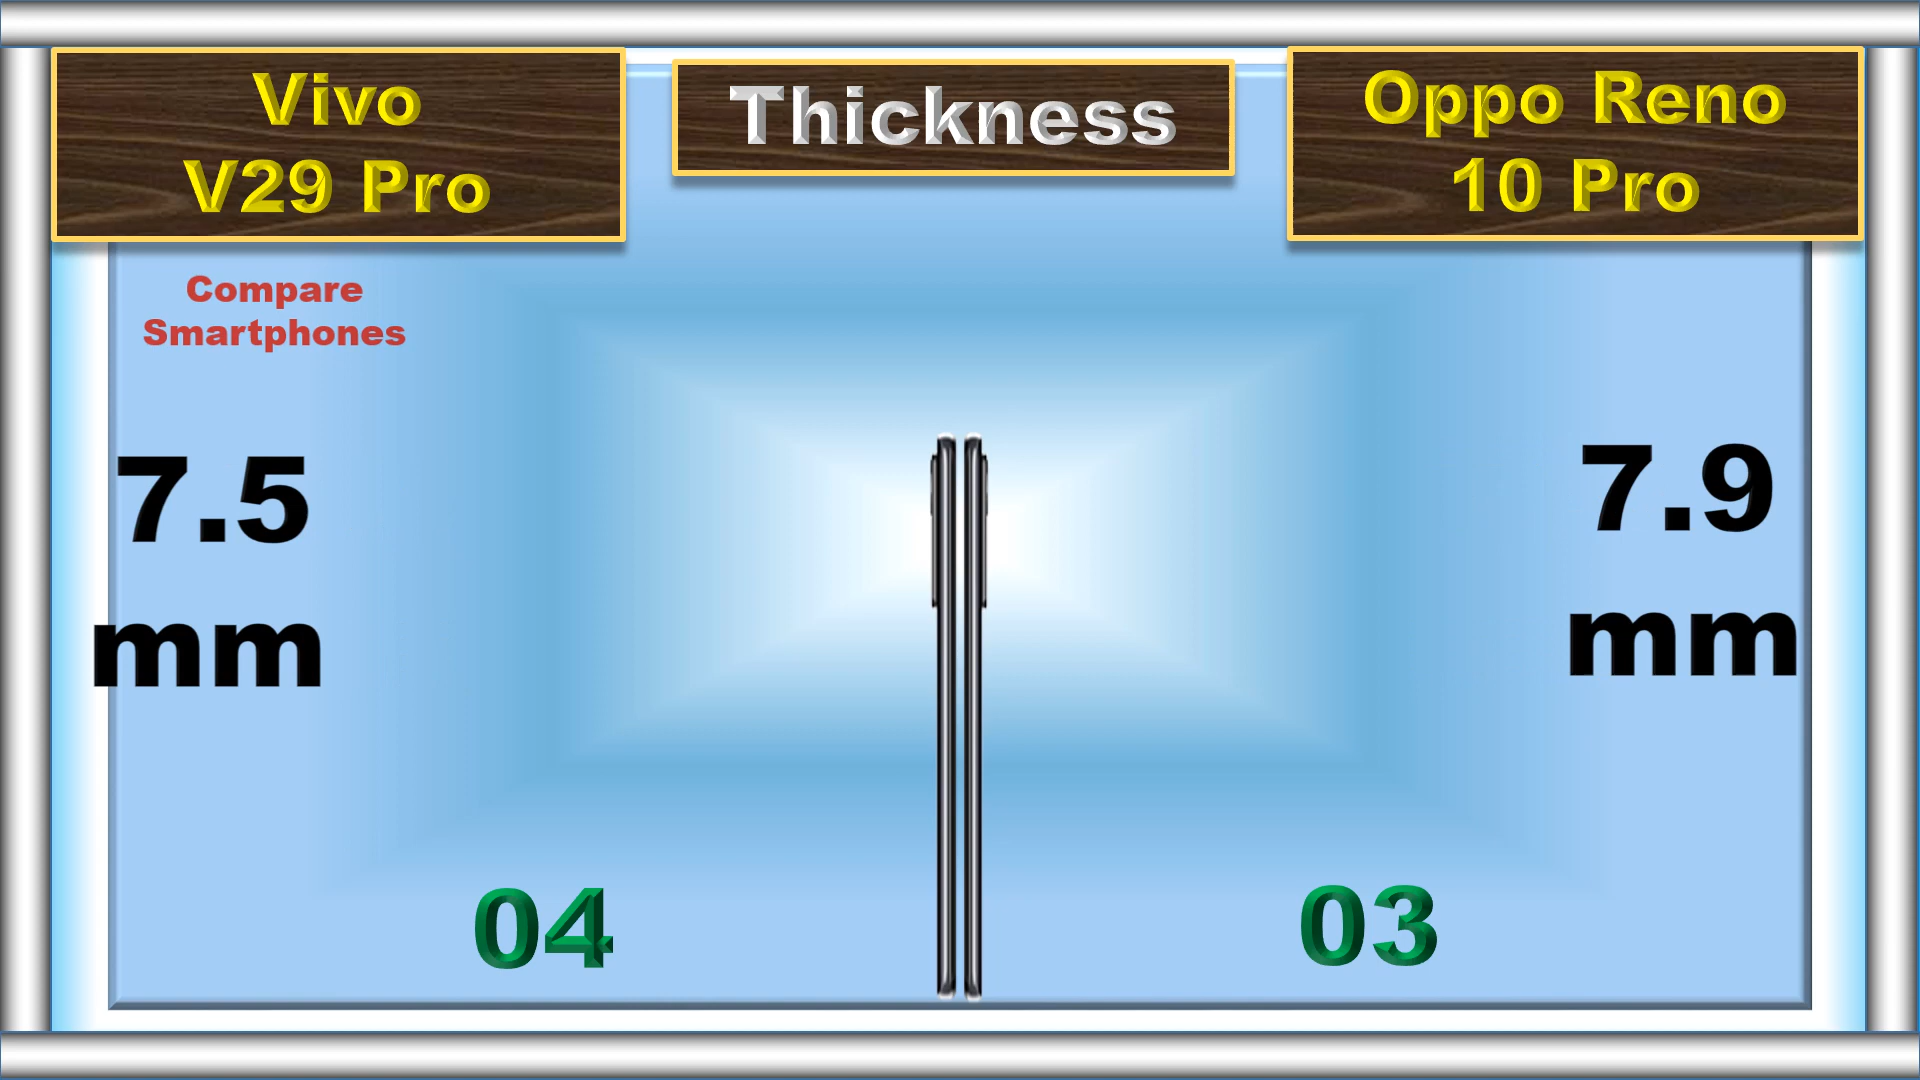 Vivo
V29 Pro
Thickness
Oppo Reno
10 Pro
Compare
Smartphones
7.5
mm
7.9
mm
04
03